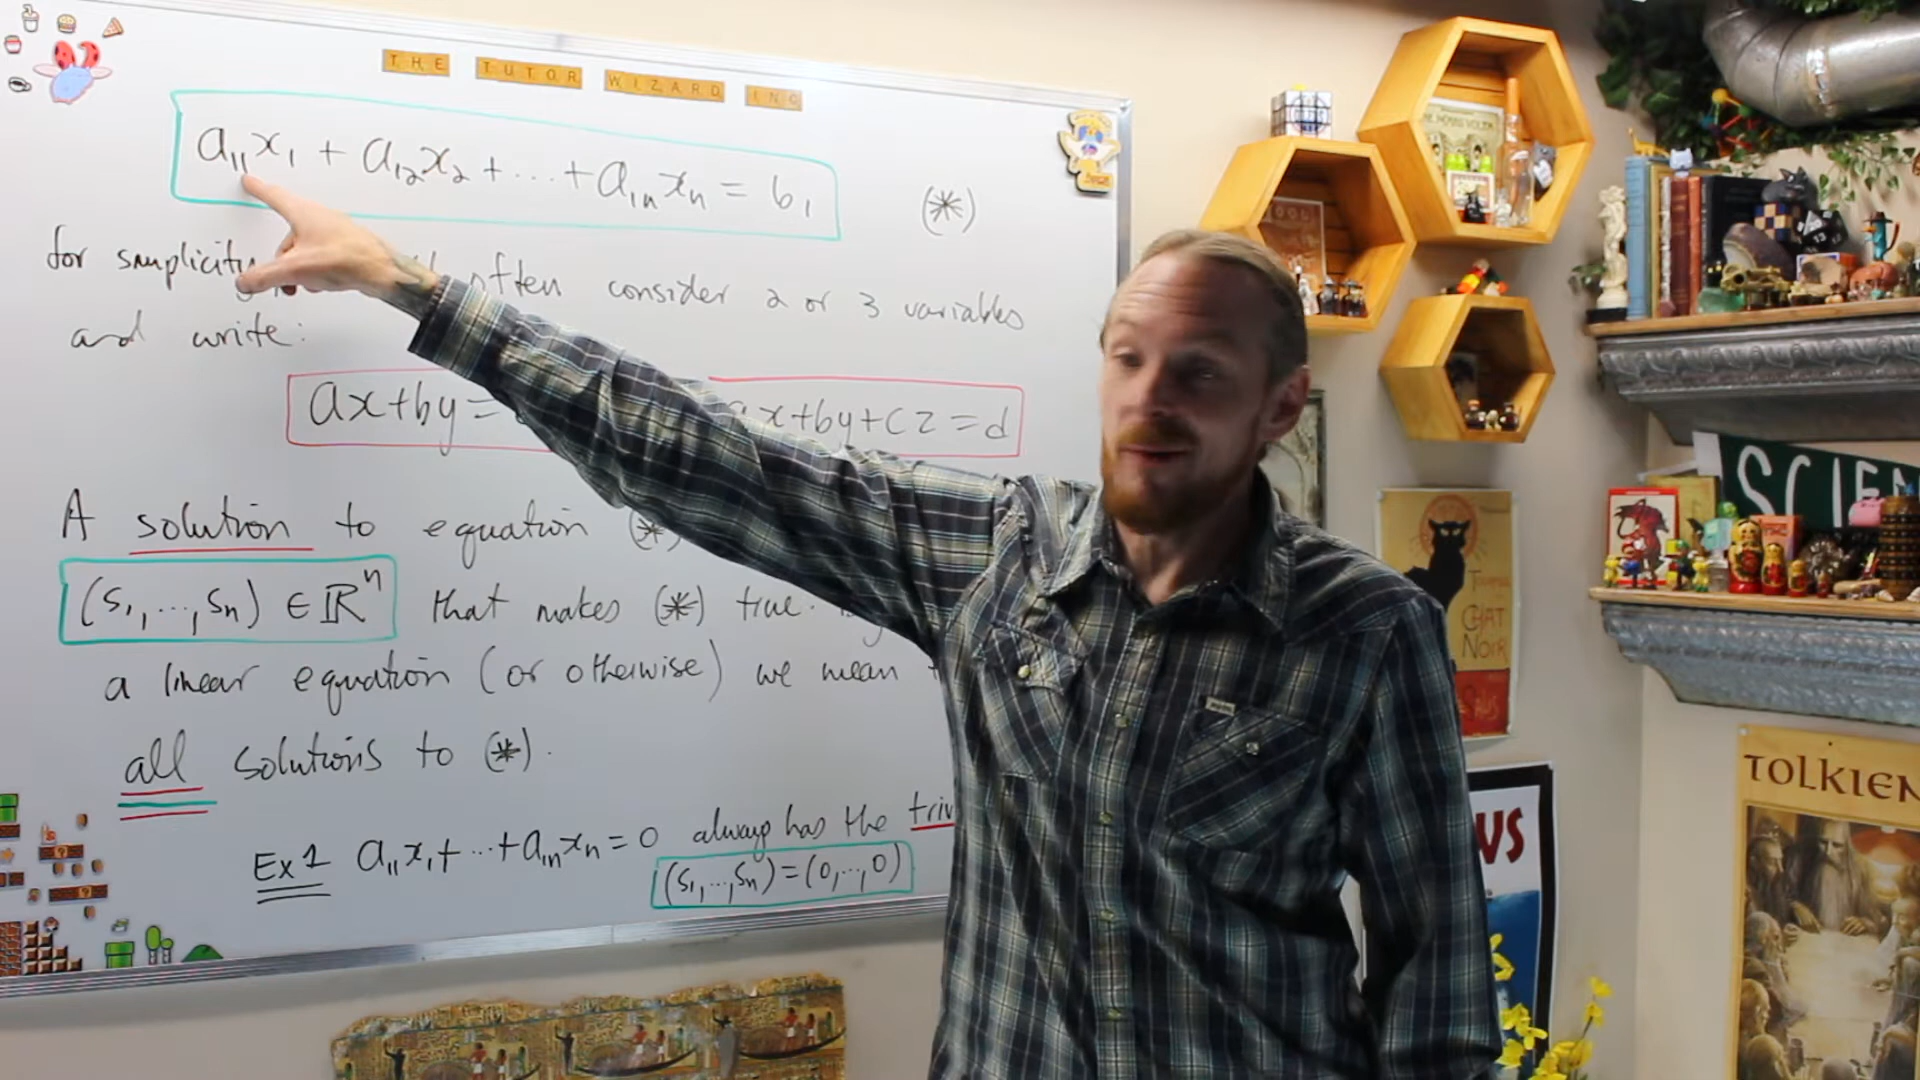 THE TUTOR WIZARD INC
a₁₁x₁ + a₁₂x₂ + ... + a₁ₙxₙ = b₁ (*)
for simplicity often consider 2 or 3 variables
and write:
ax+by= x+by+cz=d
A solution to equation (*)
(s₁,...,sₙ) ∈ ℝⁿ that makes (*) true.
a linear equation (or otherwise) we mean
all solutions to (*).
Ex 1 a₁₁x₁+...+a₁ₙxₙ=0 always has the triv
(s₁,...,sₙ)=(0,...,0)
SCIEN
CHAT
NOIR
US
TOLKIEN